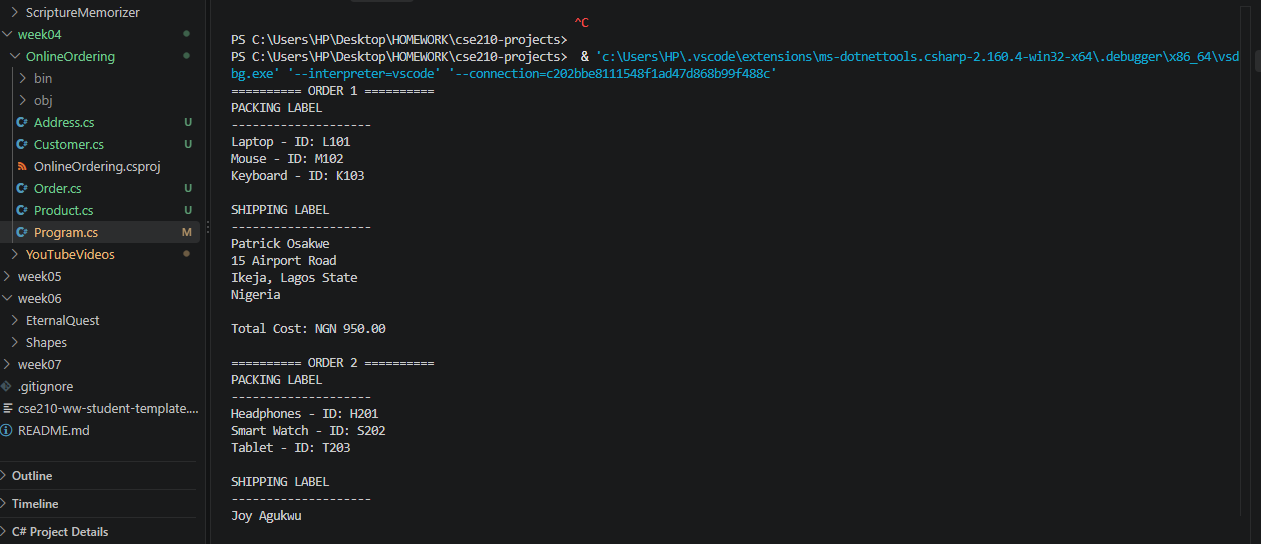 ScriptureMemorizer
week04
OnlineOrdering
bin
obj
Address.cs U
Customer.cs U
OnlineOrdering.csproj
Order.cs U
Product.cs U
Program.cs M
YouTubeVideos
week05
week06
EternalQuest
Shapes
week07
.gitignore
cse210-ww-student-template....
README.md
Outline
Timeline
C# Project Details
^C
PS C:\Users\HP\Desktop\HOMEWORK\cse210-projects>
PS C:\Users\HP\Desktop\HOMEWORK\cse210-projects>  & 'c:\Users\HP\.vscode\extensions\ms-dotnettools.csharp-2.160.4-win32-x64\.debugger\x86_64\vsd
bg.exe' '--interpreter=vscode' '--connection=c202bbe8111548f1ad47d868b99f488c'
========== ORDER 1 ==========
PACKING LABEL
--------------------
Laptop - ID: L101
Mouse - ID: M102
Keyboard - ID: K103
SHIPPING LABEL
--------------------
Patrick Osakwe
15 Airport Road
Ikeja, Lagos State
Nigeria
Total Cost: NGN 950.00
========== ORDER 2 ==========
PACKING LABEL
--------------------
Headphones - ID: H201
Smart Watch - ID: S202
Tablet - ID: T203
SHIPPING LABEL
--------------------
Joy Agukwu